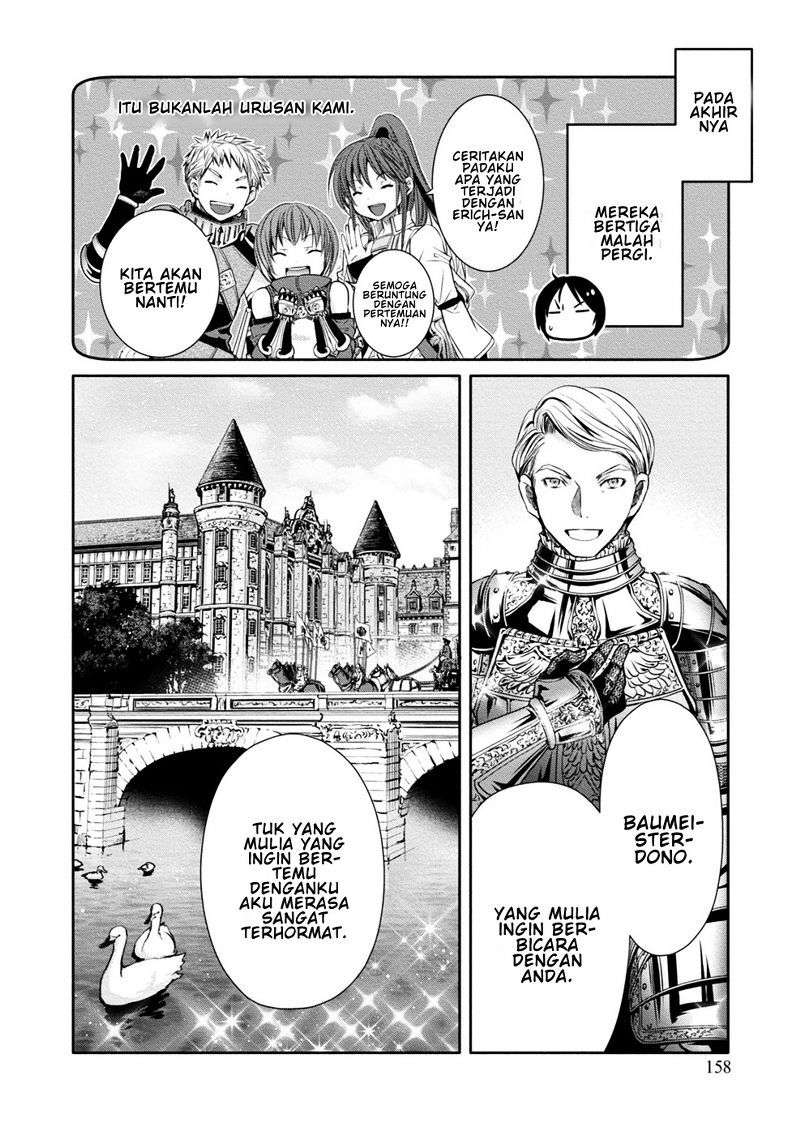 PADA
AKHIR
NYA
MEREKA
BERTIGA
MALAH
PERGI.
CERITAKAN
PADAKU
APA YANG
TERJADI
DENGAN
ERICH-SAN
YA!
ITU BUKANLAH URUSAN KAMI.
SEMOGA
BERUNTUNG
DENGAN
PERTEMUAN
NYA!!
KITA AKAN
BERTEMU
NANTI!
BAUMEI-
STER-
DONO.
YANG MULIA
INGIN BER-
BICARA
DENGAN
ANDA.
TUK YANG
MULIA YANG
INGIN BER-
TEMU
DENGANKU
AKU MERASA
SANGAT
TERHORMAT.
158